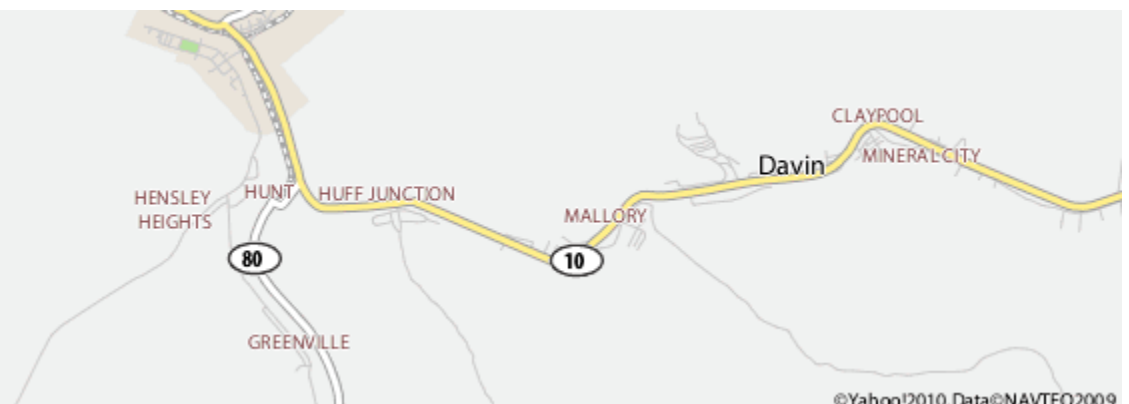 CLAYPOOL
Davin
MINERAL CITY
HENSLEY
HEIGHTS
HUNT
HUFF JUNCTION
MALLORY
80
10
GREENVILLE
©Yahoo!2010 Data©NAVTEQ2009